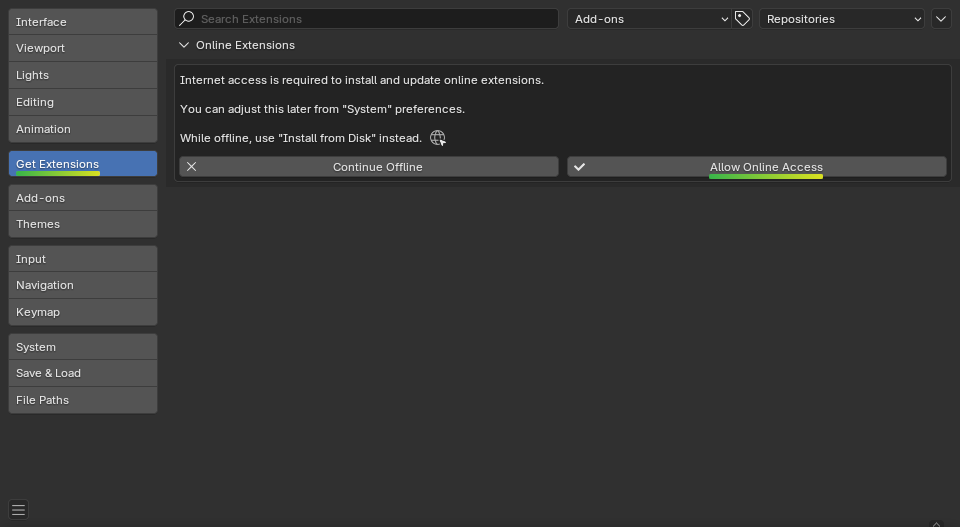 Interface
Viewport
Lights
Editing
Animation
Get Extensions
Add-ons
Themes
Input
Navigation
Keymap
System
Save & Load
File Paths
Search Extensions
Add-ons
Repositories
Online Extensions
Internet access is required to install and update online extensions.
You can adjust this later from "System" preferences.
While offline, use "Install from Disk" instead.
Continue Offline
Allow Online Access